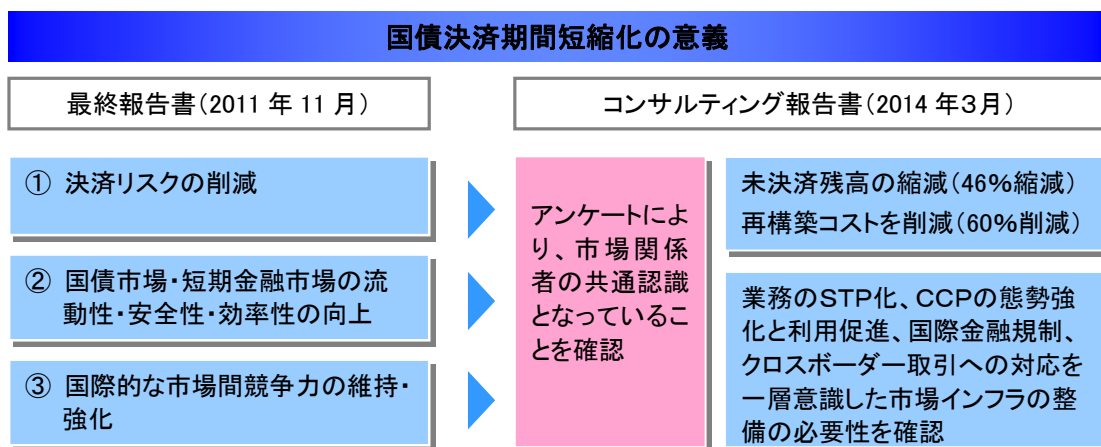 国債決済期間短縮化の意義
最終報告書（2011 年 11 月）
コンサルティング報告書（2014 年３月）
① 決済リスクの削減
② 国債市場・短期金融市場の流
動性・安全性・効率性の向上
③ 国際的な市場間競争力の維持・
強化
アンケートによ
り、市場関係
者の共通認識
となっているこ
とを確認
未決済残高の縮減（46％縮減）
再構築コストを削減（60％削減）
業務のＳＴＰ化、ＣＣＰの態勢強
化と利用促進、国際金融規制、
クロスボーダー取引への対応を
一層意識した市場インフラの整
備の必要性を確認